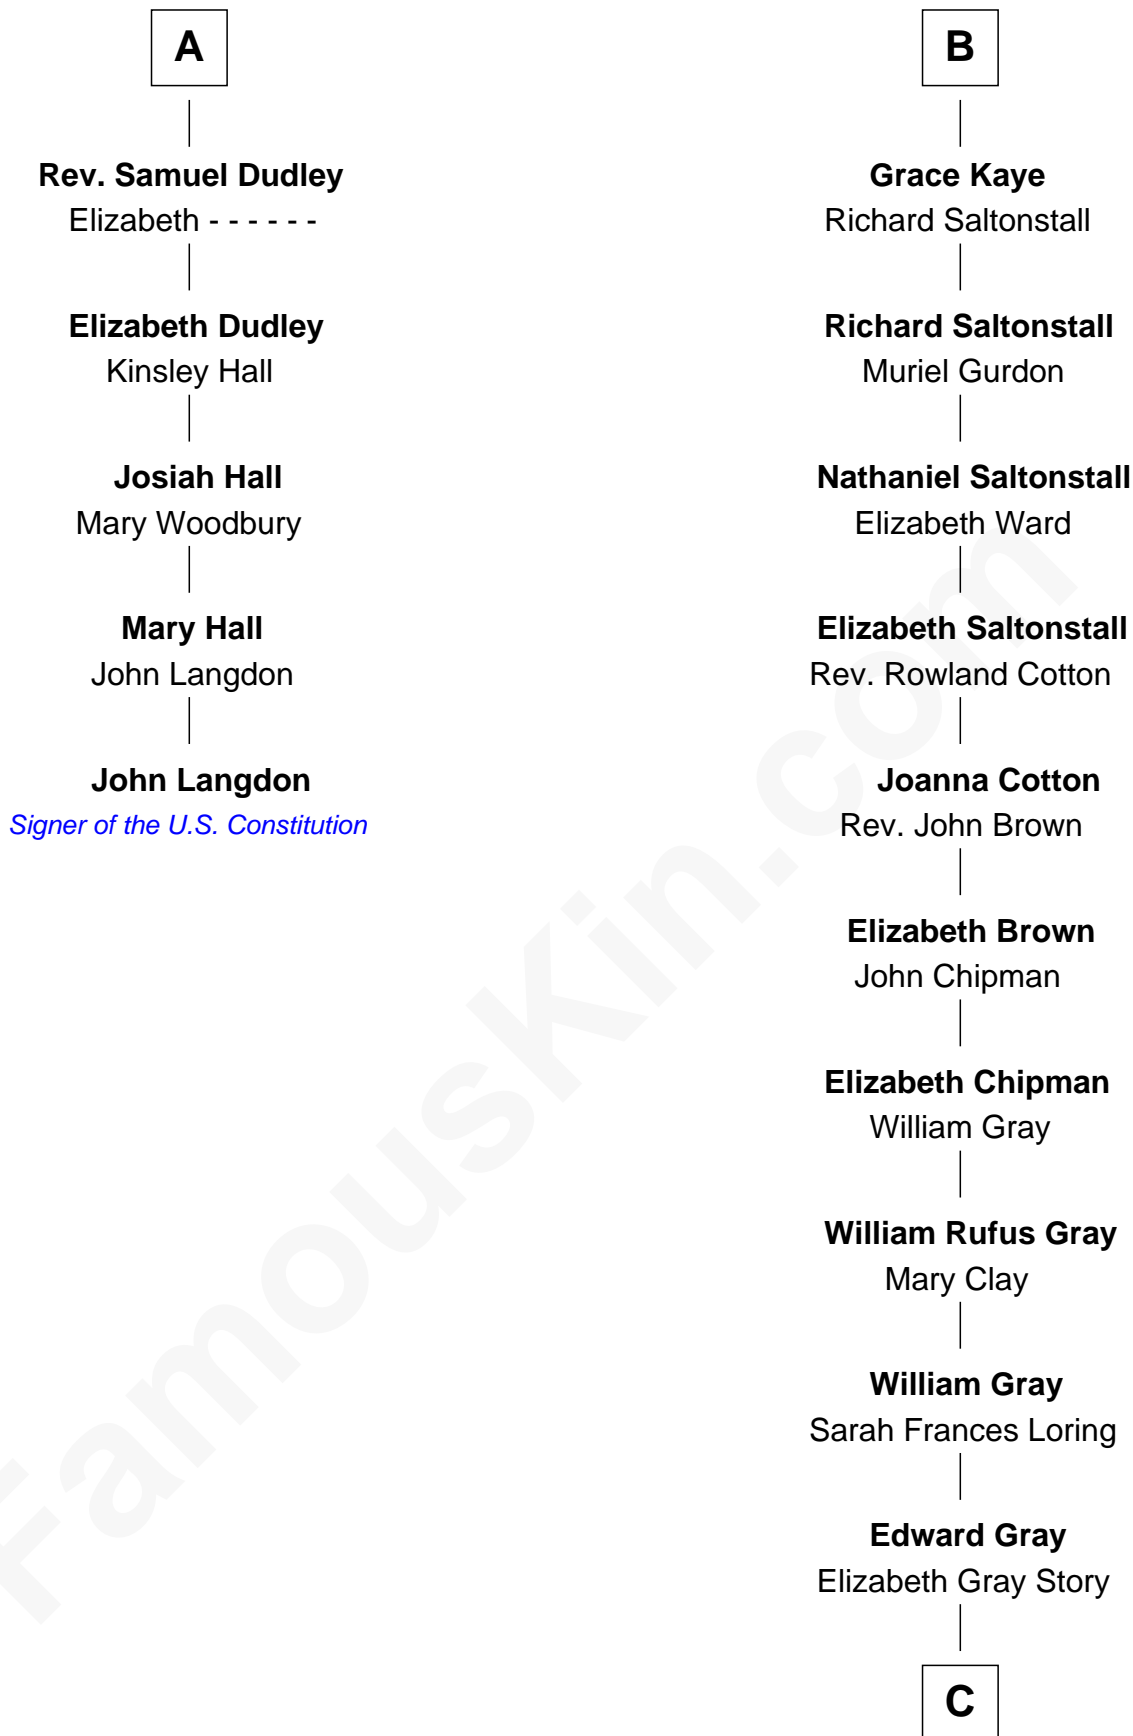 A
Rev. Samuel Dudley
Elizabeth - - - - - -
Elizabeth Dudley
Kinsley Hall
Josiah Hall
Mary Woodbury
Mary Hall
John Langdon
John Langdon
Signer of the U.S. Constitution
B
Grace Kaye
Richard Saltonstall
Richard Saltonstall
Muriel Gurdon
Nathaniel Saltonstall
Elizabeth Ward
Elizabeth Saltonstall
Rev. Rowland Cotton
Joanna Cotton
Rev. John Brown
Elizabeth Brown
John Chipman
Elizabeth Chipman
William Gray
William Rufus Gray
Mary Clay
William Gray
Sarah Frances Loring
Edward Gray
Elizabeth Gray Story
C
FamousKin.com